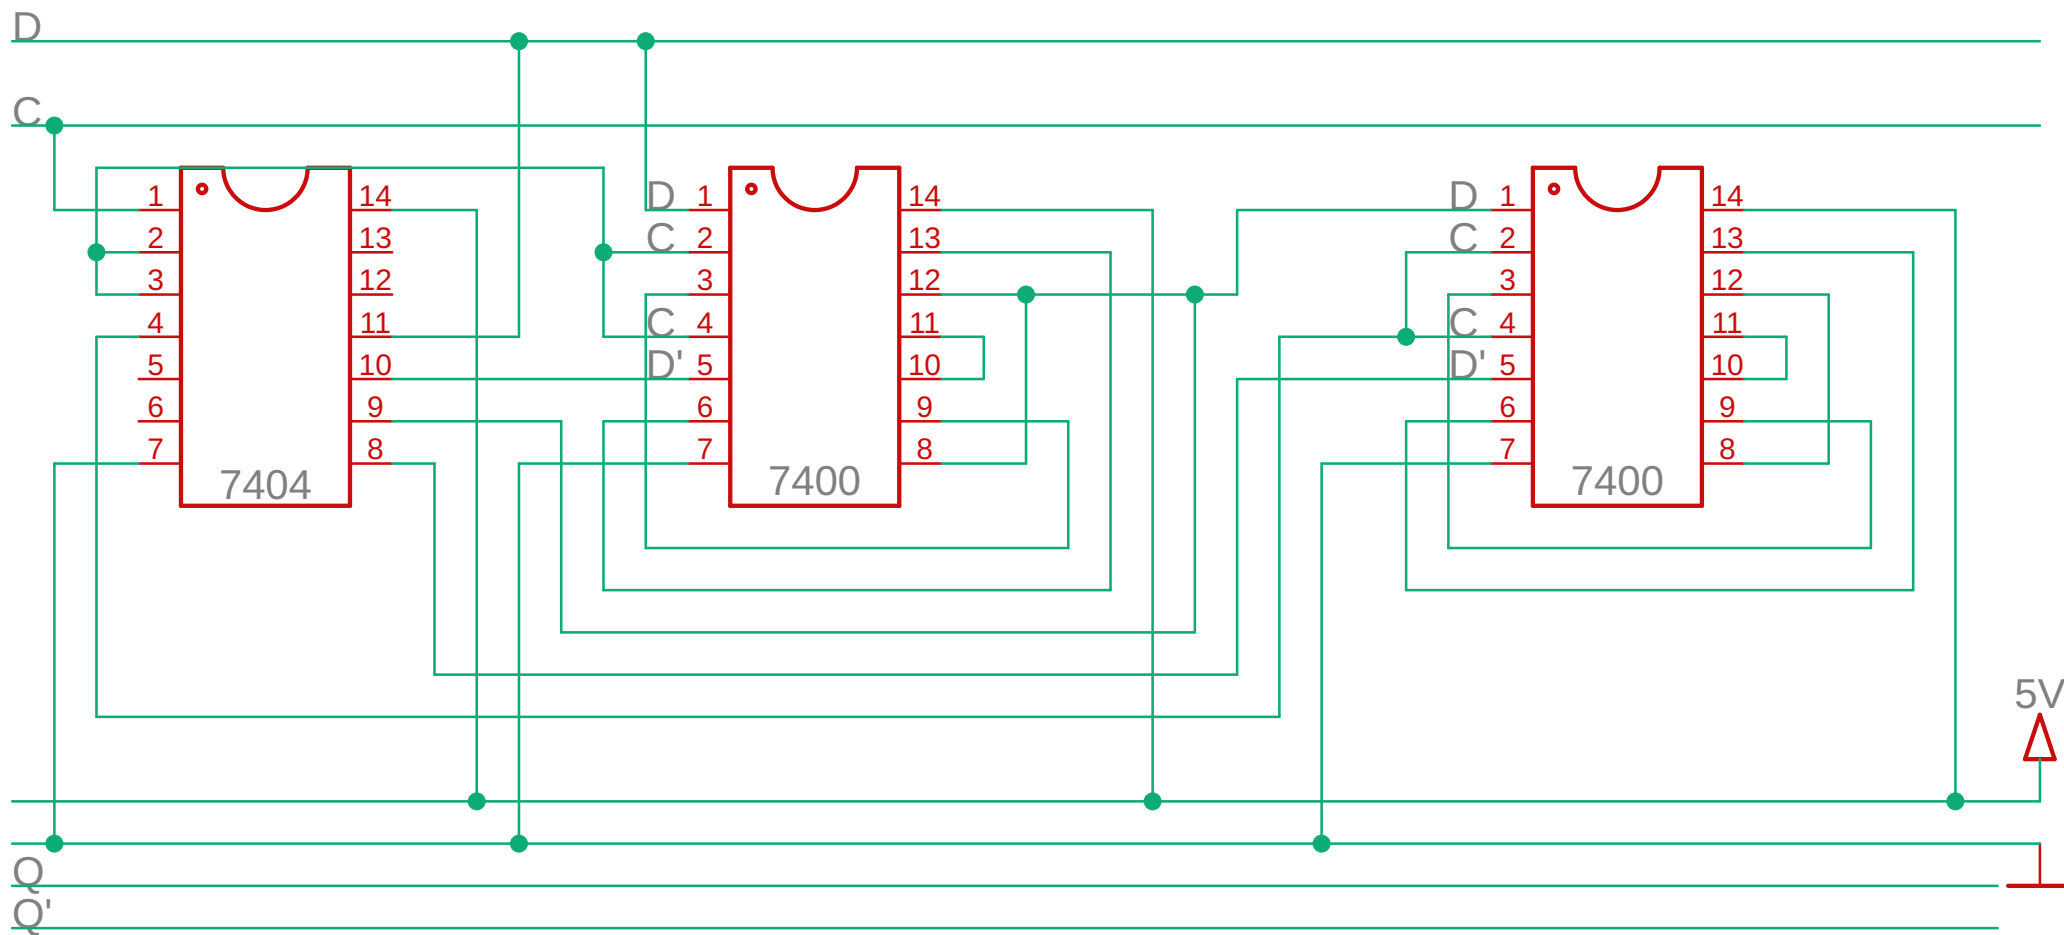 D
C
1 14 D 1 14 D 1 14
2 13 C 2 13 C 2 13
3 12 3 12 3 12
4 11 C 4 11 C 4 11
5 10 D' 5 10 D' 5 10
6 9 6 9 6 9
7 8 7 8 7 8
7404 7400 7400
5V
Q
Q'